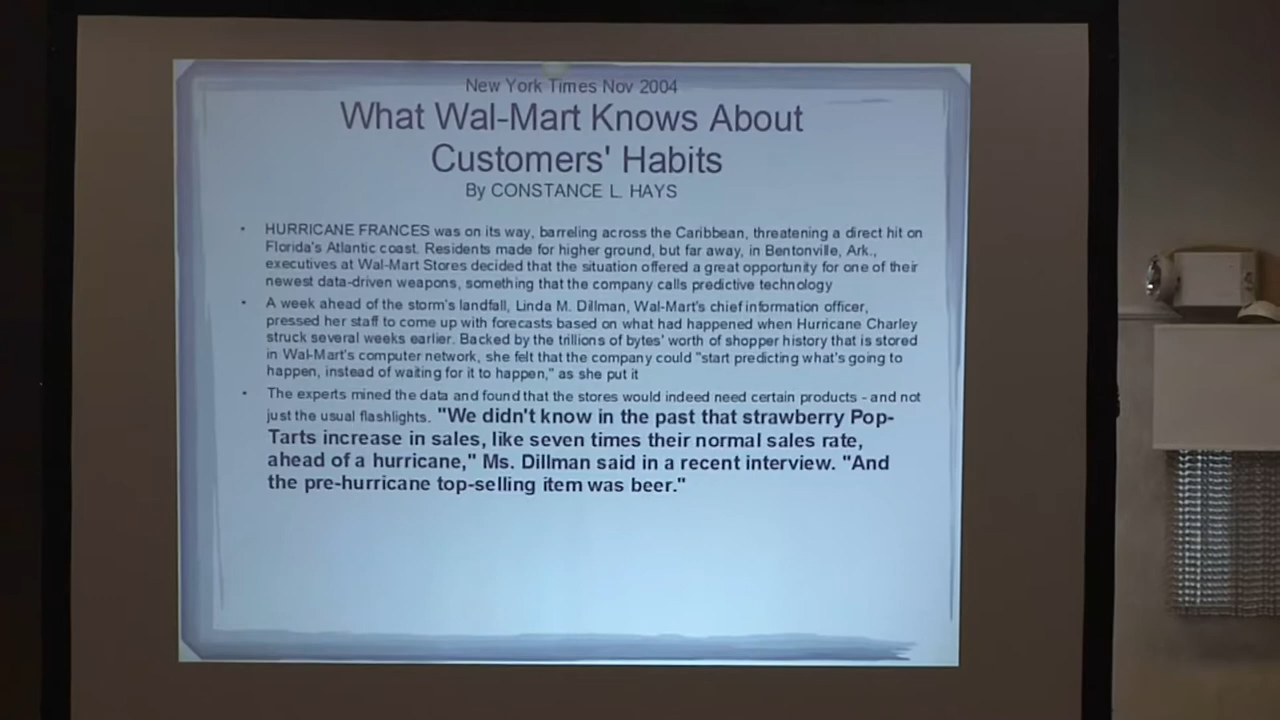 New York Times Nov 2004
What Wal-Mart Knows About
Customers' Habits
By CONSTANCE L. HAYS
• HURRICANE FRANCES was on its way, barreling across the Caribbean, threatening a direct hit on
Florida's Atlantic coast. Residents made for higher ground, but far away, in Bentonville, Ark.,
executives at Wal-Mart Stores decided that the situation offered a great opportunity for one of their
newest data-driven weapons, something that the company calls predictive technology
• A week ahead of the storm's landfall, Linda M. Dillman, Wal-Mart's chief information officer,
pressed her staff to come up with forecasts based on what had happened when Hurricane Charley
struck several weeks earlier. Backed by the trillions of bytes' worth of shopper history that is stored
in Wal-Mart's computer network, she felt that the company could "start predicting what's going to
happen, instead of waiting for it to happen," as she put it
• The experts mined the data and found that the stores would indeed need certain products - and not
just the usual flashlights. "We didn't know in the past that strawberry Pop-
Tarts increase in sales, like seven times their normal sales rate,
ahead of a hurricane," Ms. Dillman said in a recent interview. "And
the pre-hurricane top-selling item was beer."